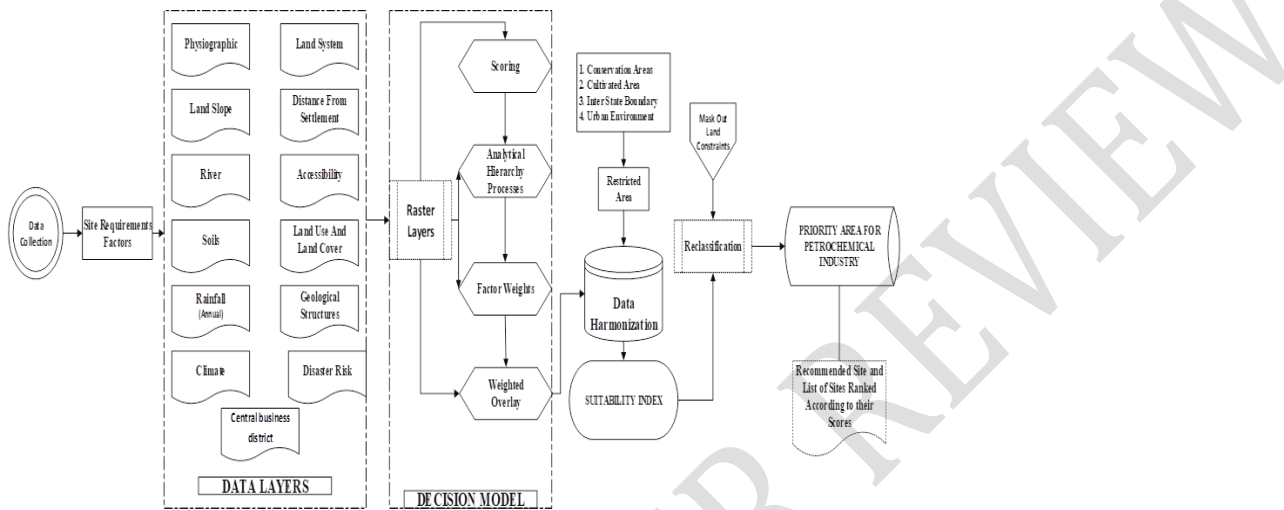 Data
Collection
Site Requirements
Factors
Physiographic
Land System
Land Slope
Distance From
Settlement
River
Accessibility
Soils
Land Use And
Land Cover
Rainfall
(Annual)
Geological
Structures
Climate
Disaster Risk
Central business
district
DATA LAYERS
Raster
Layers
Scoring
Analytical
Hierarchy
Processes
Factor Weights
Weighted
Overlay
DECISION MODEL
1. Conservation Areas
2. Cultivated Area
3. Inter State Boundary
4. Urban Environment
Restricted
Area
Data
Harmonization
SUITABILITY INDEX
Mask Out
Land
Constraints
Reclassification
PRIORITY AREA FOR
PETROCHEMICAL
INDUSTRY
Recommended Site and
List of Sites Ranked
According to their
Scores
R REVIEW